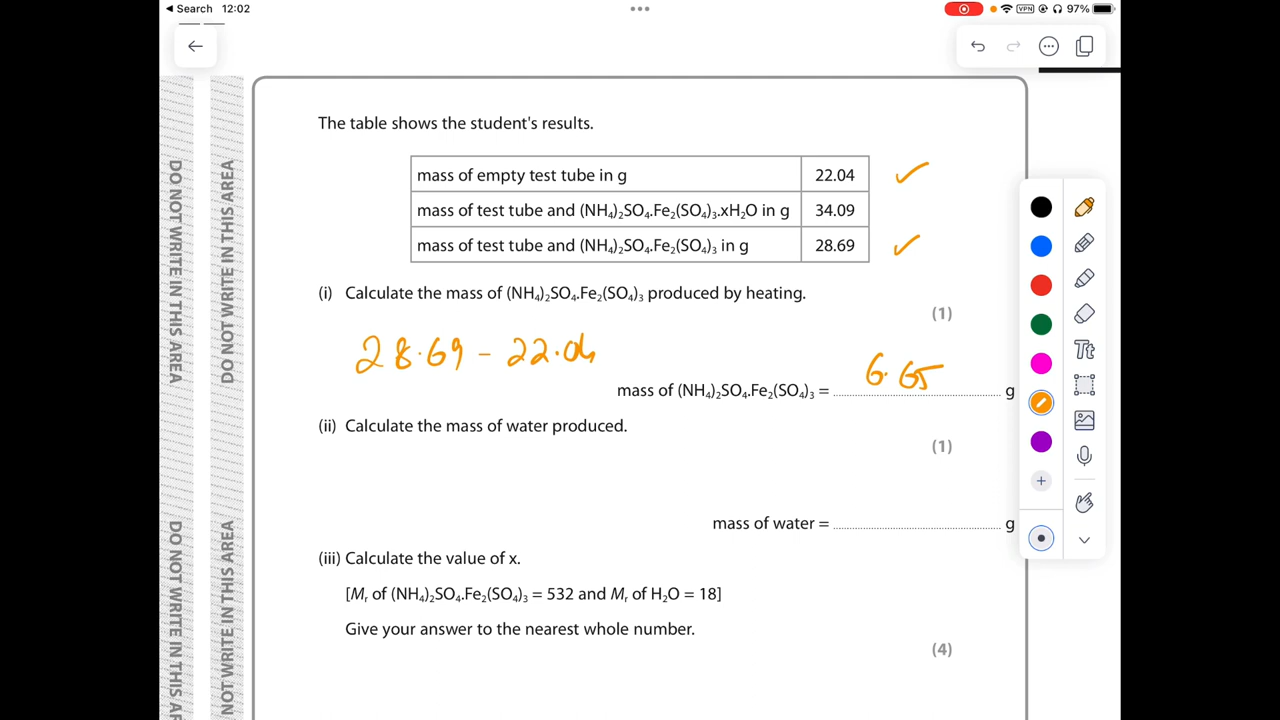 Search 12:02
VPN 97%
The table shows the student's results.
mass of empty test tube in g 22.04
mass of test tube and (NH₄)₂SO₄.Fe₂(SO₄)₃.xH₂O in g 34.09
mass of test tube and (NH₄)₂SO₄.Fe₂(SO₄)₃ in g 28.69
(i) Calculate the mass of (NH₄)₂SO₄.Fe₂(SO₄)₃ produced by heating.
(1)
28.69 - 22.04
mass of (NH₄)₂SO₄.Fe₂(SO₄)₃ = 6.65 g
(ii) Calculate the mass of water produced.
(1)
mass of water = g
(iii) Calculate the value of x.
[Mr of (NH₄)₂SO₄.Fe₂(SO₄)₃ = 532 and Mr of H₂O = 18]
Give your answer to the nearest whole number.
(4)
DO NOT WRITE IN THIS AREA
DO NOT WRITE IN THIS AREA
DO NOT WRITE IN THIS AR
NOT WRITE IN THIS AREA
Tt